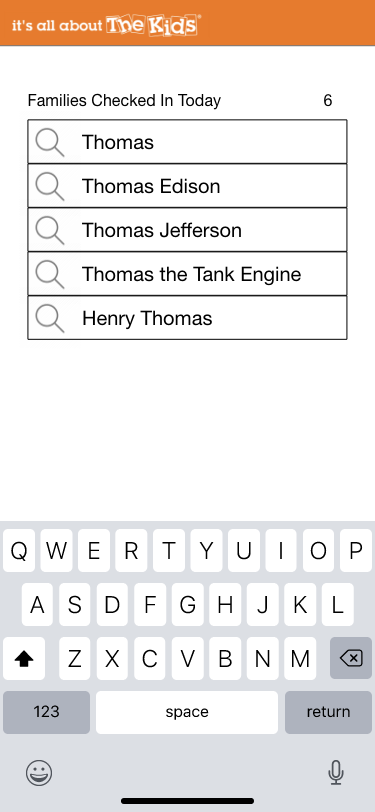 it's all about The Kids®
Families Checked In Today 6
Thomas
Thomas Edison
Thomas Jefferson
Thomas the Tank Engine
Henry Thomas
Q W E R T Y U I O P
A S D F G H J K L
Z X C V B N M
123 space return